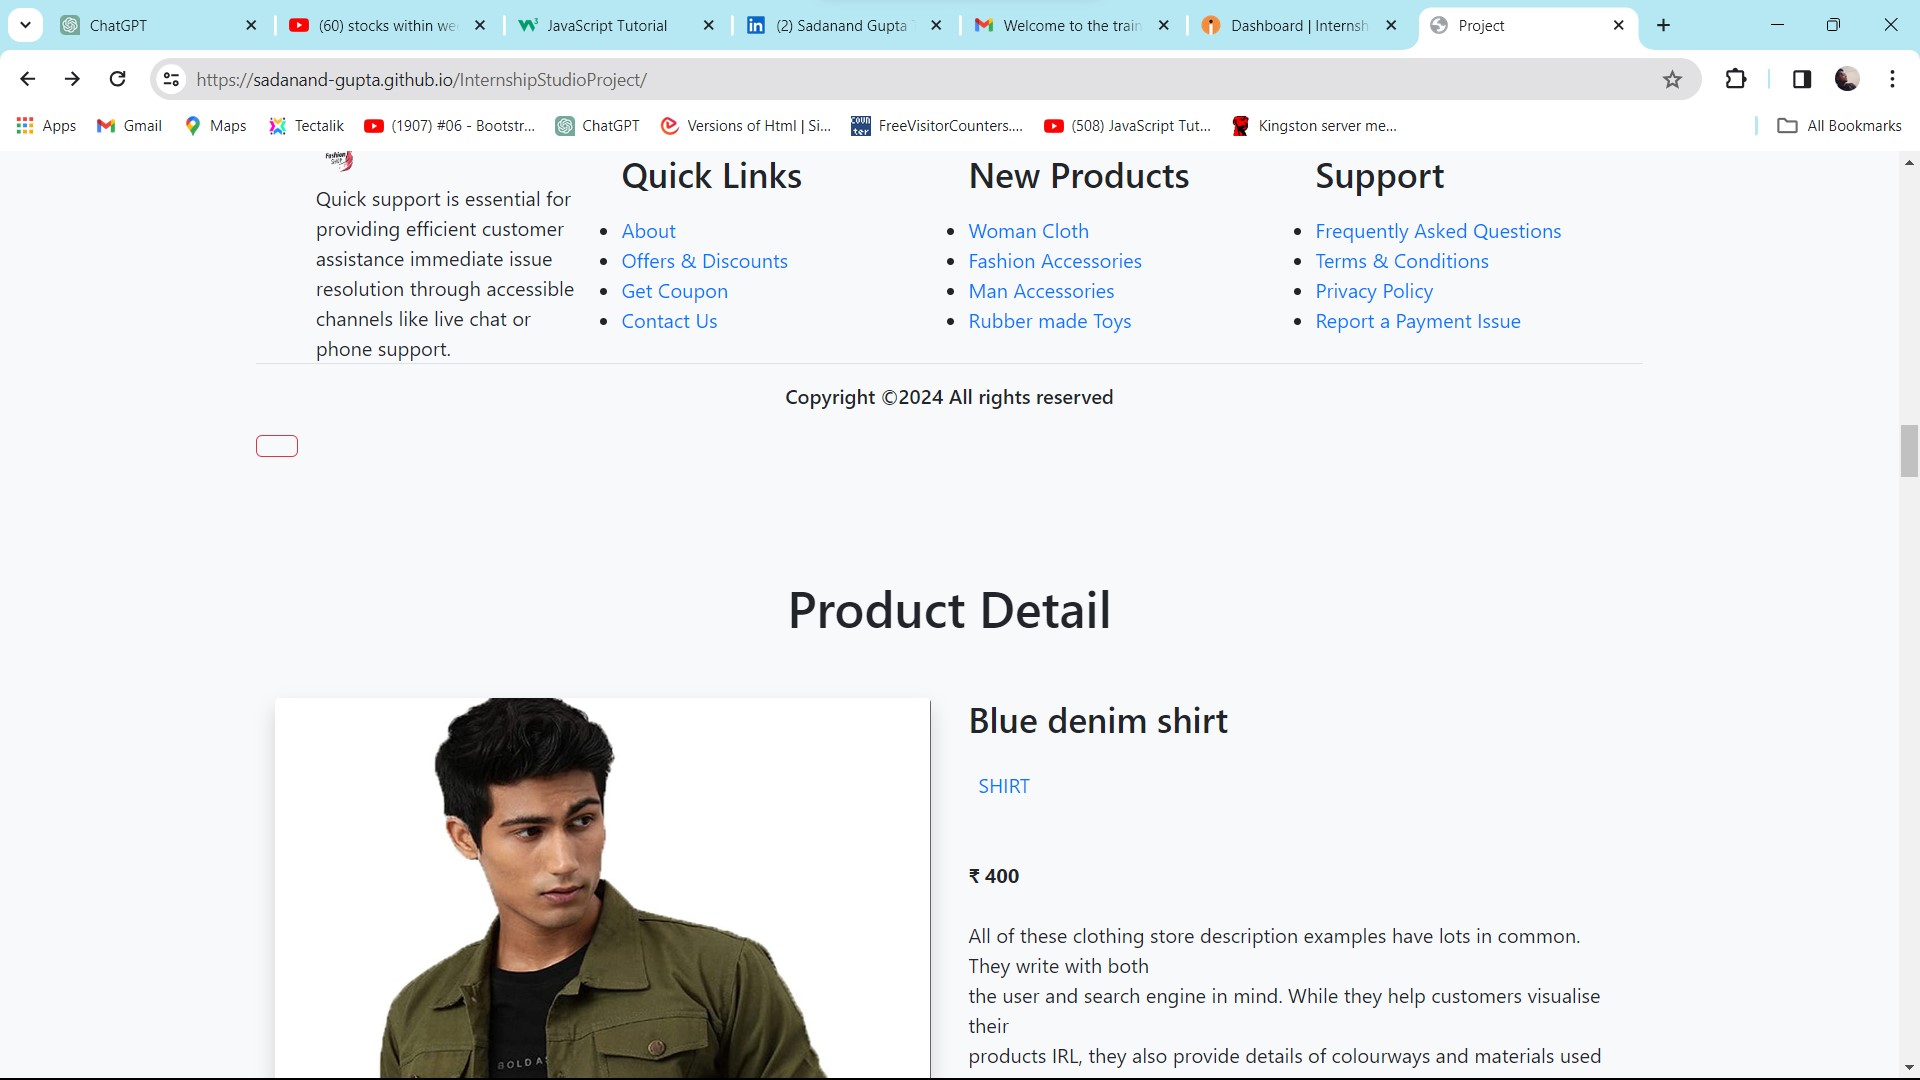 ChatGPT
(60) stocks within we
JavaScript Tutorial
(2) Sadanand Gupta
Welcome to the train
Dashboard | Internsh
Project
https://sadanand-gupta.github.io/InternshipStudioProject/
Apps
Gmail
Maps
Tectalik
(1907) #06 - Bootstr...
ChatGPT
Versions of Html | Si...
COUN
TER
FreeVisitorCounters....
(508) JavaScript Tut...
Kingston server me...
All Bookmarks
Fashion
Quick support is essential for
providing efficient customer
assistance immediate issue
resolution through accessible
channels like live chat or
phone support.
Quick Links
About
Offers & Discounts
Get Coupon
Contact Us
New Products
Woman Cloth
Fashion Accessories
Man Accessories
Rubber made Toys
Support
Frequently Asked Questions
Terms & Conditions
Privacy Policy
Report a Payment Issue
Copyright ©2024 All rights reserved
Product Detail
BOLD A
Blue denim shirt
SHIRT
₹ 400
All of these clothing store description examples have lots in common.
They write with both
the user and search engine in mind. While they help customers visualise
their
products IRL, they also provide details of colourways and materials used